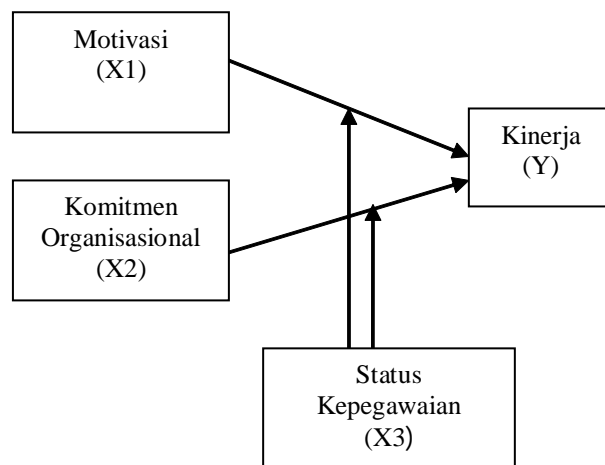 Motivasi
(X1)
Kinerja
(Y)
Komitmen
Organisasional
(X2)
Status
Kepegawaian
(X3)